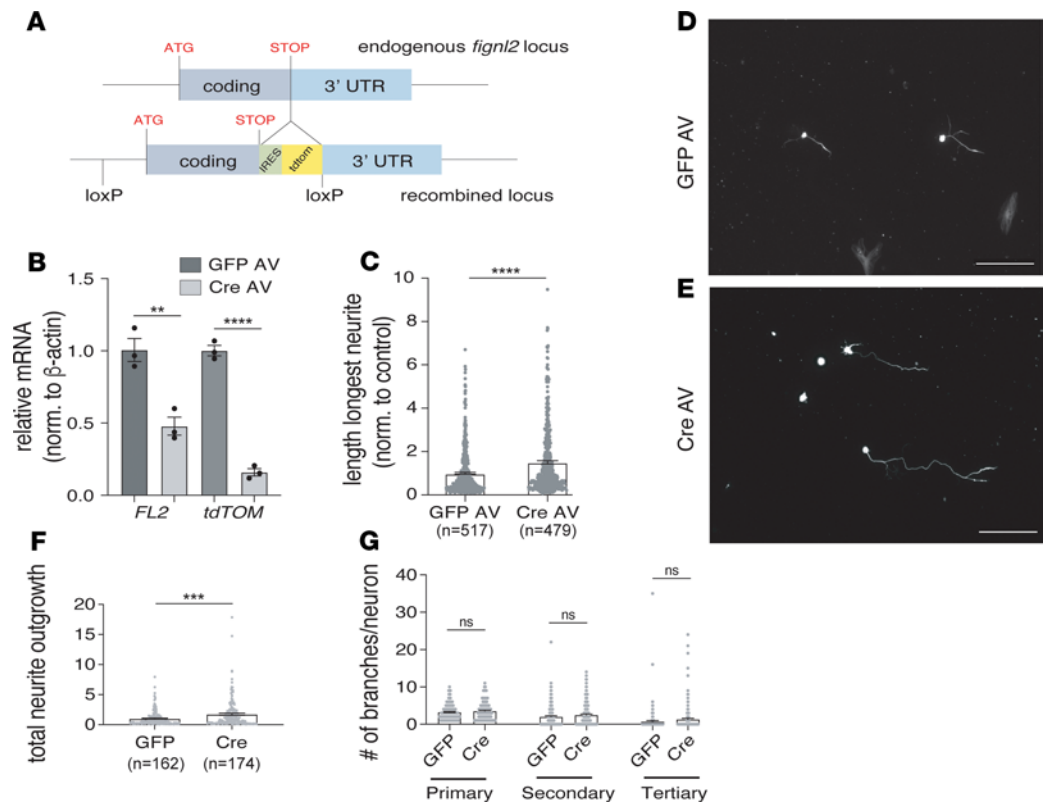 A
ATG
STOP
endogenous fignl2 locus
coding
3’ UTR
ATG
STOP
coding
IRES
tdtom
3’ UTR
loxP
loxP
recombined locus
B
GFP AV
Cre AV
relative mRNA
(norm. to β-actin)
1.5
1.0
0.5
0.0
**
****
FL2
tdTOM
C
length longest neurite
(norm. to control)
10
8
6
4
2
0
****
GFP AV
(n=517)
Cre AV
(n=479)
D
GFP AV
E
Cre AV
F
total neurite outgrowth
20
15
10
5
0
***
GFP
(n=162)
Cre
(n=174)
G
# of branches/neuron
40
30
20
10
0
ns
ns
ns
GFP
Cre
GFP
Cre
GFP
Cre
Primary
Secondary
Tertiary